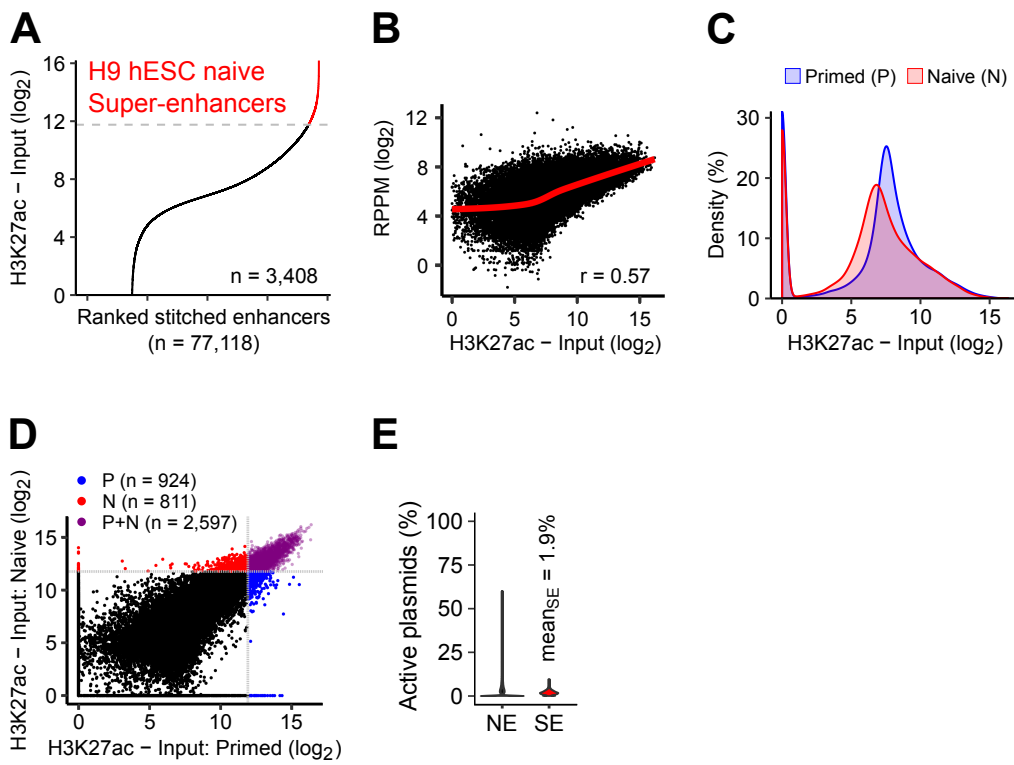 A
H3K27ac − Input (log2)
16
12
8
4
0
H9 hESC naive
Super-enhancers
n = 3,408
Ranked stitched enhancers
(n = 77,118)
B
RPPM (log2)
12
8
4
0
r = 0.57
0
5
10
15
H3K27ac − Input (log2)
C
Primed (P)
Naive (N)
Density (%)
30
20
10
0
0
5
10
15
H3K27ac − Input (log2)
D
H3K27ac − Input: Naive (log2)
P (n = 924)
N (n = 811)
P+N (n = 2,597)
15
10
5
0
0
5
10
15
H3K27ac − Input: Primed (log2)
E
Active plasmids (%)
100
75
50
25
0
meanSE = 1.9%
NE
SE